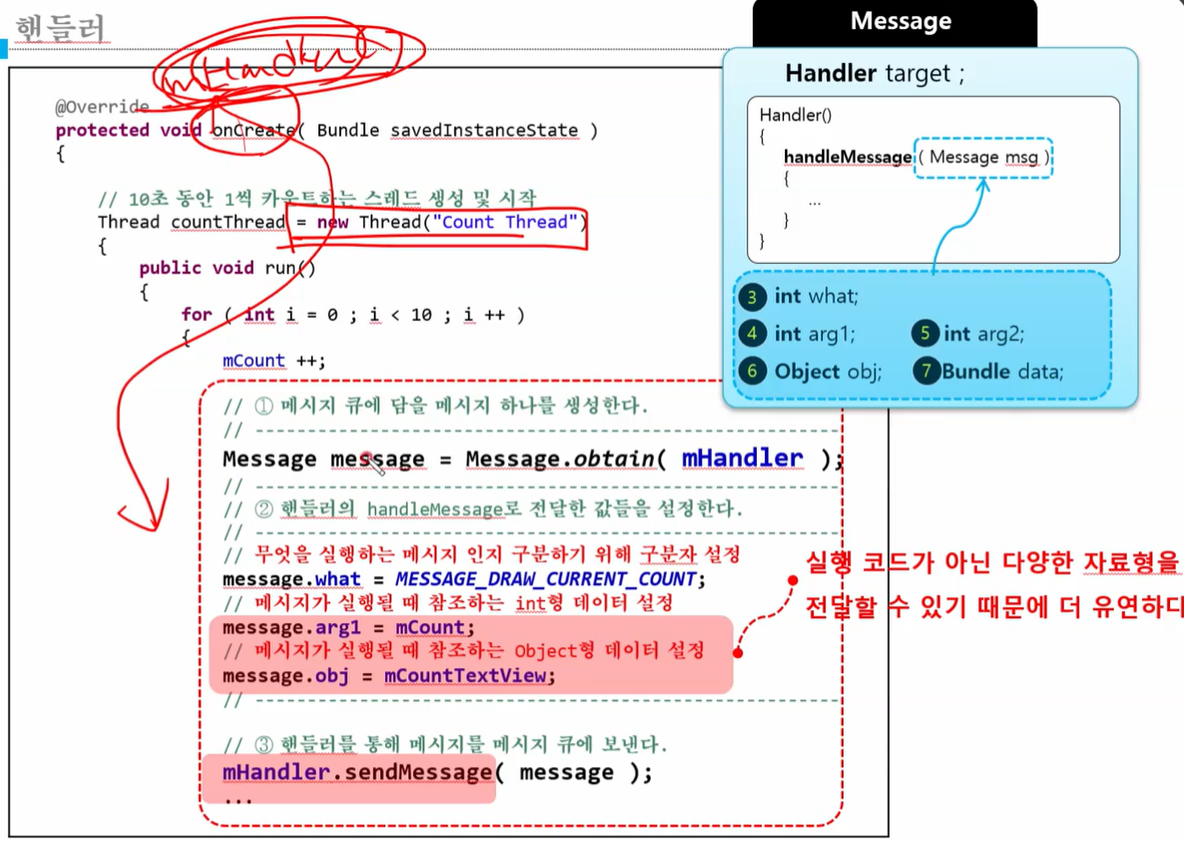 핸들러
mHandler
@Override
protected void onCreate( Bundle savedInstanceState )
{
// 10초 동안 1씩 카운트하는 스레드 생성 및 시작
Thread countThread = new Thread("Count Thread")
{
public void run()
{
for ( int i = 0 ; i < 10 ; i ++ )
{
mCount ++;
// ① 메시지 큐에 담을 메시지 하나를 생성한다.
// ------------------------------------------------------
Message message = Message.obtain( mHandler );
// ------------------------------------------------------
// ② 핸들러의 handleMessage로 전달한 값들을 설정한다.
// ------------------------------------------------------
// 무엇을 실행하는 메시지 인지 구분하기 위해 구분자 설정
message.what = MESSAGE_DRAW_CURRENT_COUNT;
// 메시지가 실행될 때 참조하는 int형 데이터 설정
message.arg1 = mCount;
// 메시지가 실행될 때 참조하는 Object형 데이터 설정
message.obj = mCountTextView;
// ------------------------------------------------------
// ③ 핸들러를 통해 메시지를 메시지 큐에 보낸다.
mHandler.sendMessage( message );
...
Message
Handler target ;
Handler()
{
handleMessage ( Message msg )
{
...
}
}
3 int what;
4 int arg1; 5 int arg2;
6 Object obj; 7 Bundle data;
실행 코드가 아닌 다양한 자료형을
전달할 수 있기 때문에 더 유연하다